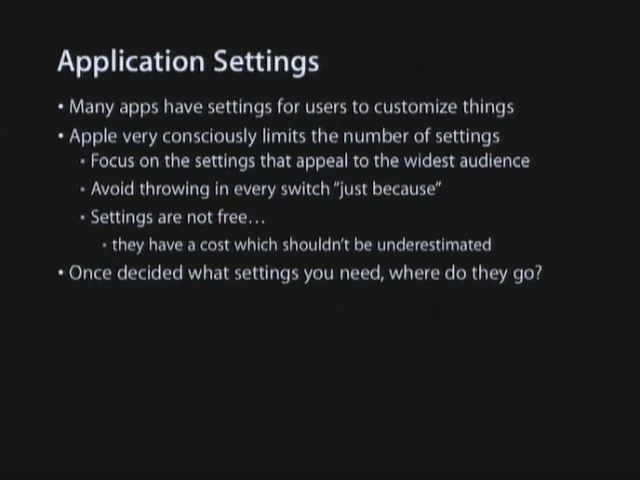 Application Settings
• Many apps have settings for users to customize things
• Apple very consciously limits the number of settings
▪ Focus on the settings that appeal to the widest audience
▪ Avoid throwing in every switch “just because”
▪ Settings are not free…
▪ they have a cost which shouldn’t be underestimated
• Once decided what settings you need, where do they go?